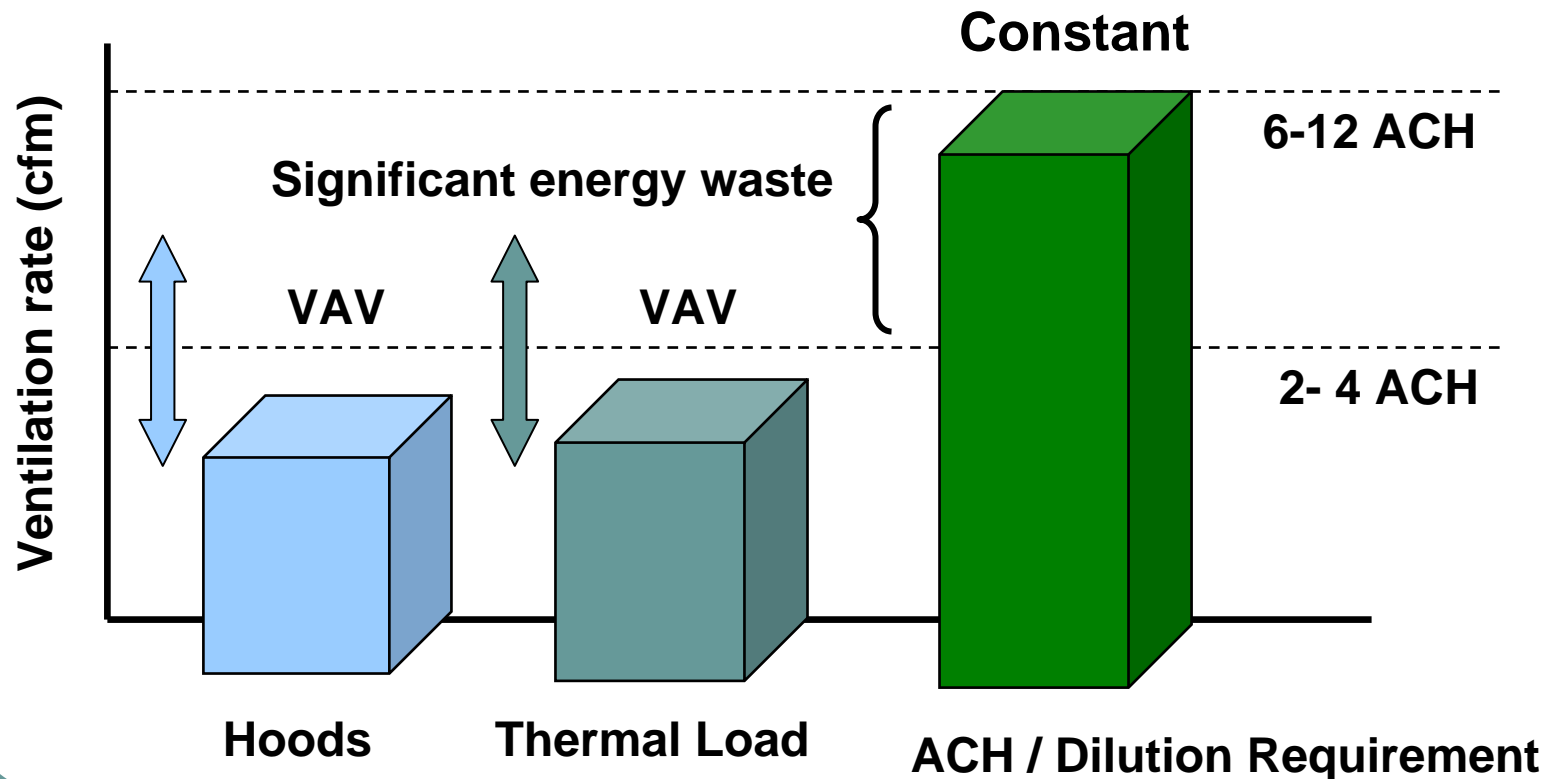 Constant
6-12 ACH
Significant energy waste
VAV
VAV
2- 4 ACH
Ventilation rate (cfm)
Hoods
Thermal Load
ACH / Dilution Requirement